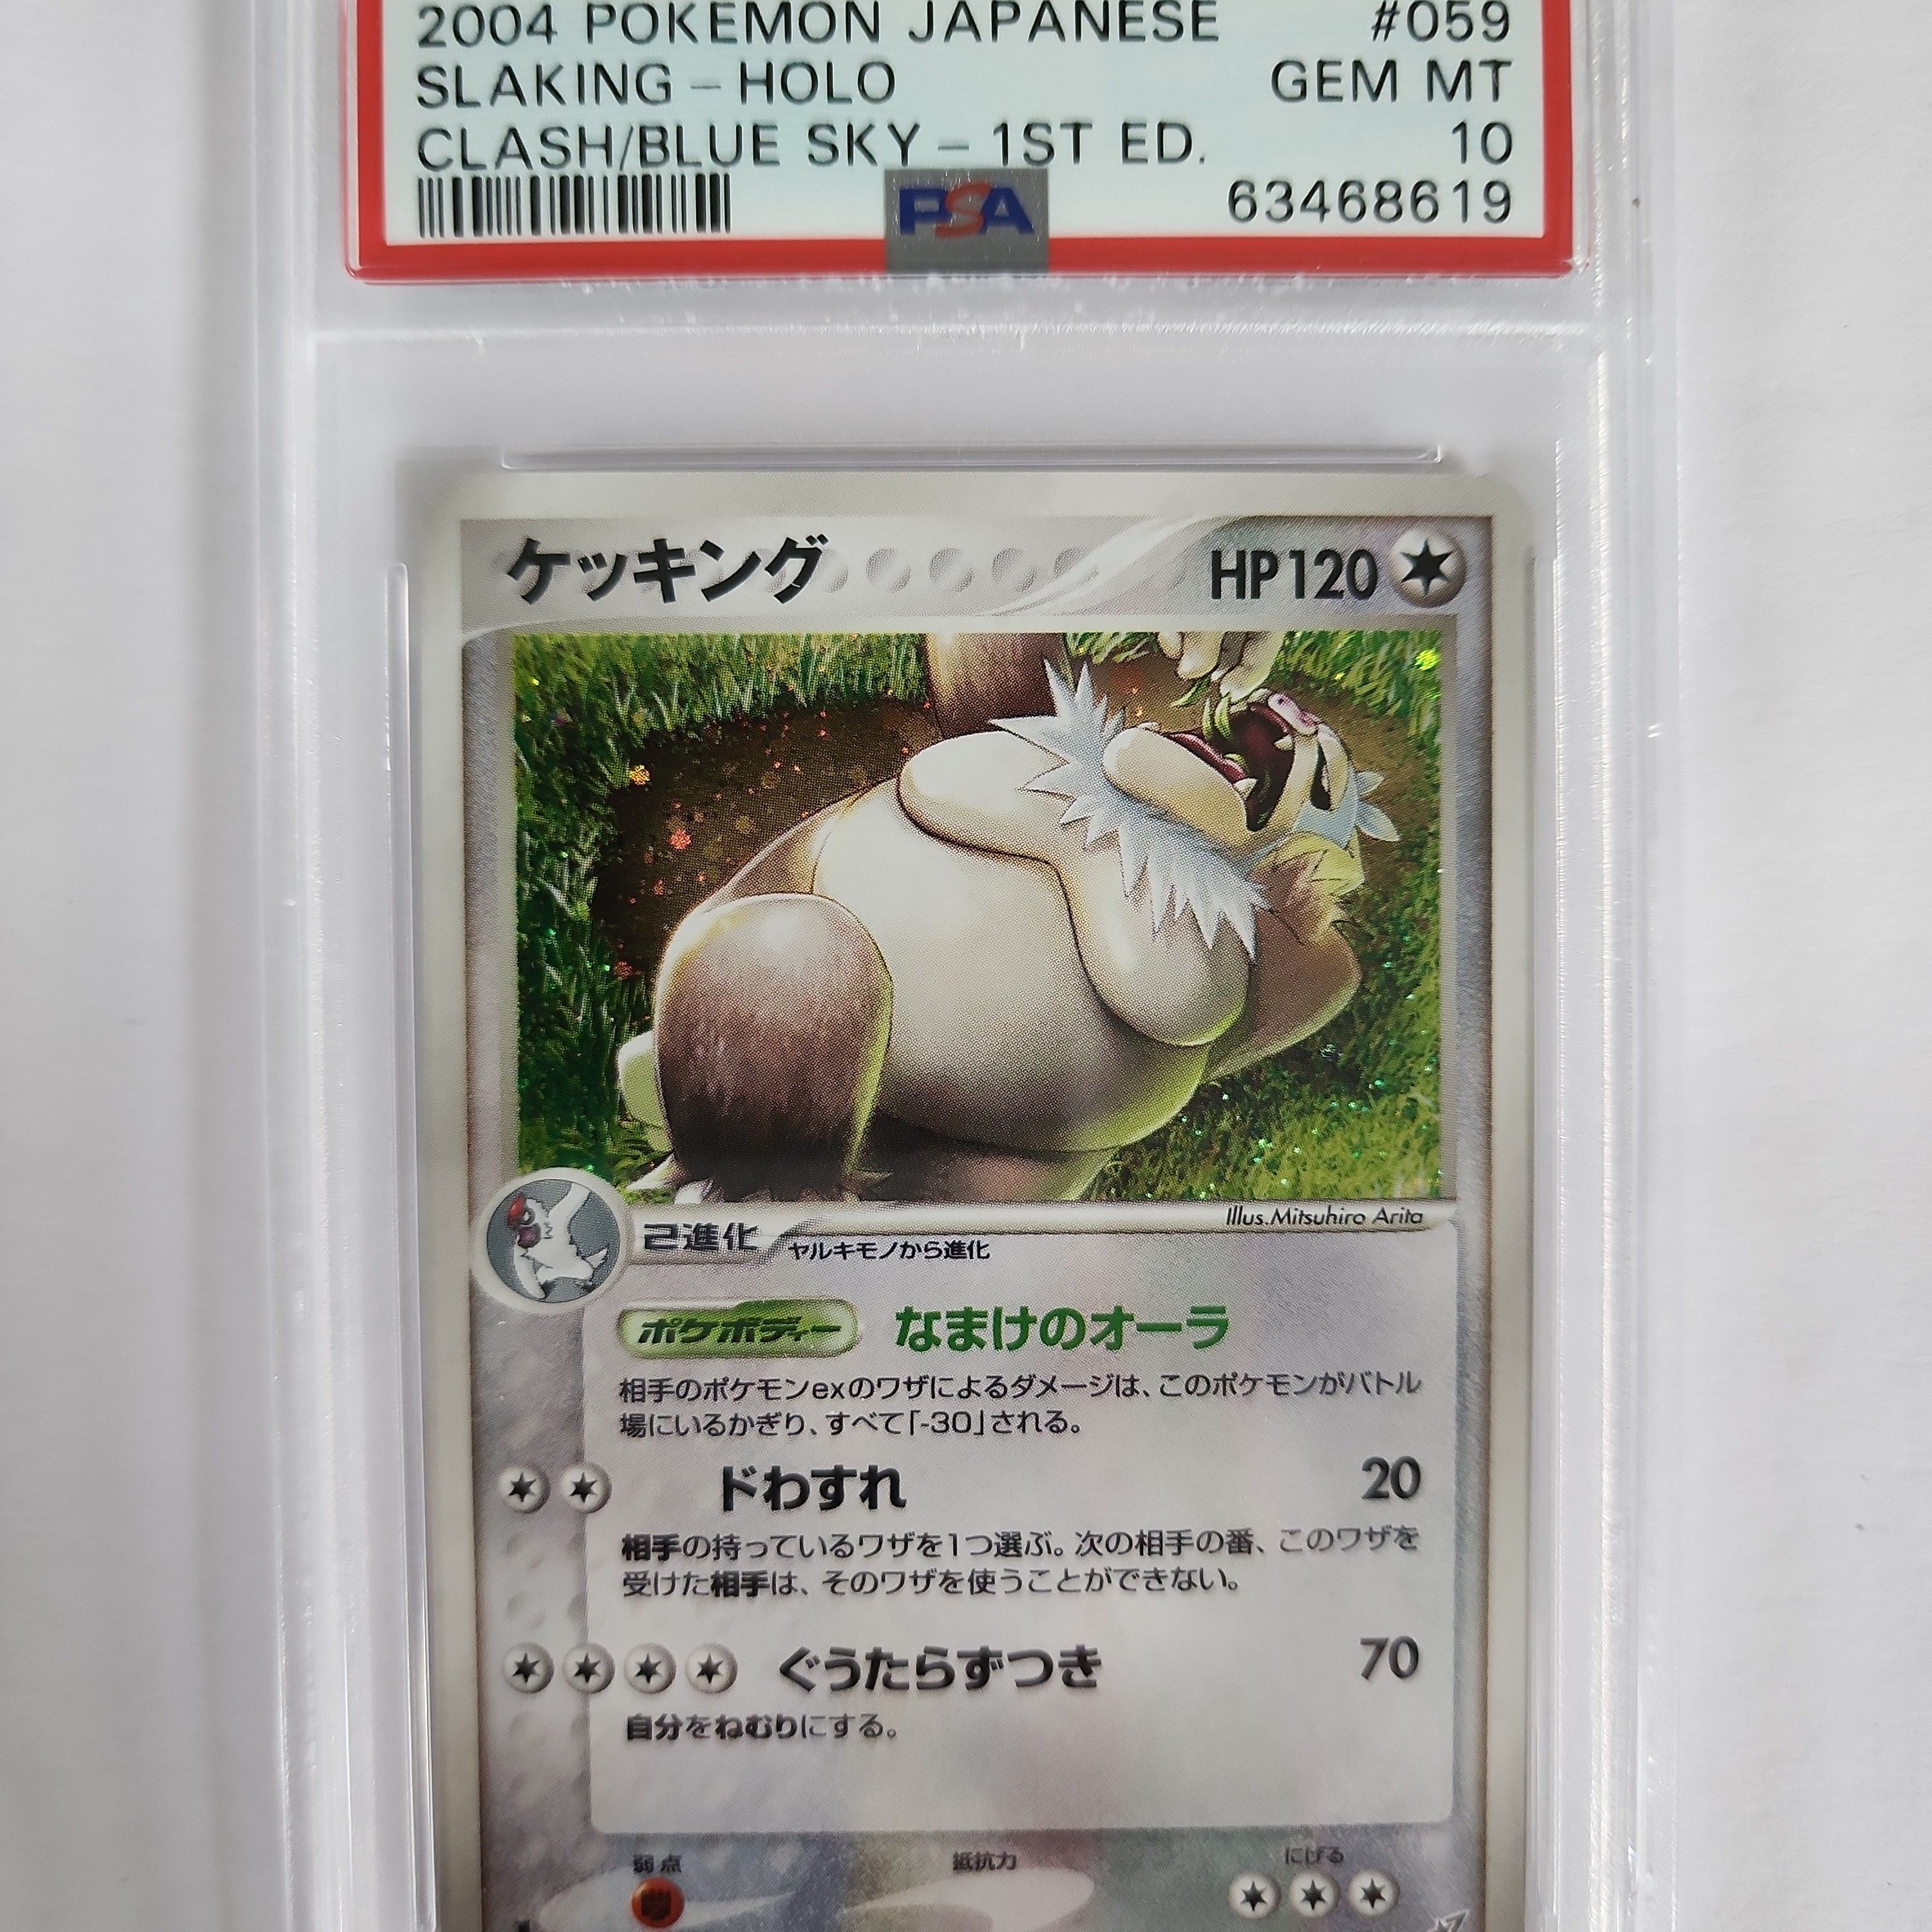 2004 POKEMON JAPANESE #059
SLAKING – HOLO GEM MT
CLASH/BLUE SKY – 1ST ED. 10
PSA 63468619
ケッキング HP120
Illus.Mitsuhiro Arita
2進化 ヤルキモノから進化
ポケボディー なまけのオーラ
相手のポケモンexのワザによるダメージは、このポケモンがバトル
場にいるかぎり、すべて「-30」される。
ドわすれ 20
相手の持っているワザを1つ選ぶ。次の相手の番、このワザを
受けた相手は、そのワザを使うことができない。
ぐうたらずつき 70
自分をねむりにする。
弱点 抵抗力 にげる